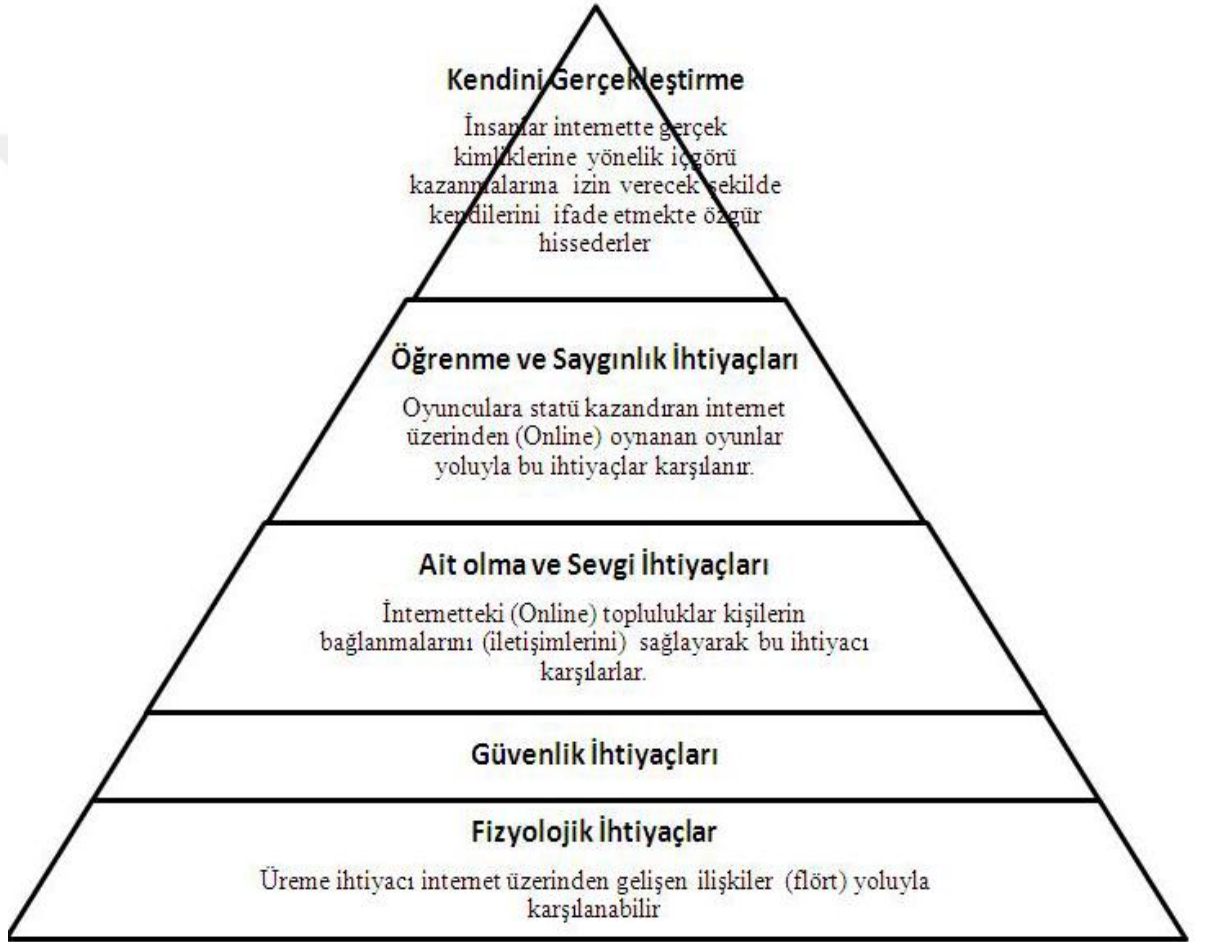 Kendini Gerçekleştirme
İnsanlar internette gerçek
kimliklerine yönelik içgörü
kazanmalarına izin verecek şekilde
kendilerini ifade etmekte özgür
hissederler
Öğrenme ve Saygınlık İhtiyaçları
Oyunculara statü kazandıran internet
üzerinden (Online) oynanan oyunlar
yoluyla bu ihtiyaçlar karşılanır.
Ait olma ve Sevgi İhtiyaçları
İnternetteki (Online) topluluklar kişilerin
bağlanmalarını (iletişimlerini) sağlayarak bu ihtiyacı
karşılarlar.
Güvenlik İhtiyaçları
Fizyolojik İhtiyaçlar
Üreme ihtiyacı internet üzerinden gelişen ilişkiler (flört) yoluyla
karşılanabilir